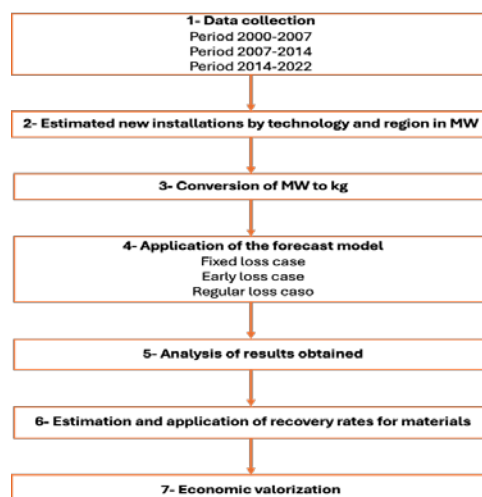 1- Data collection
Period 2000-2007
Period 2007-2014
Period 2014-2022
2- Estimated new installations by technology and region in MW
3- Conversion of MW to kg
4- Application of the forecast model
Fixed loss case
Early loss case
Regular loss caso
5- Analysis of results obtained
6- Estimation and application of recovery rates for materials
7- Economic valorization